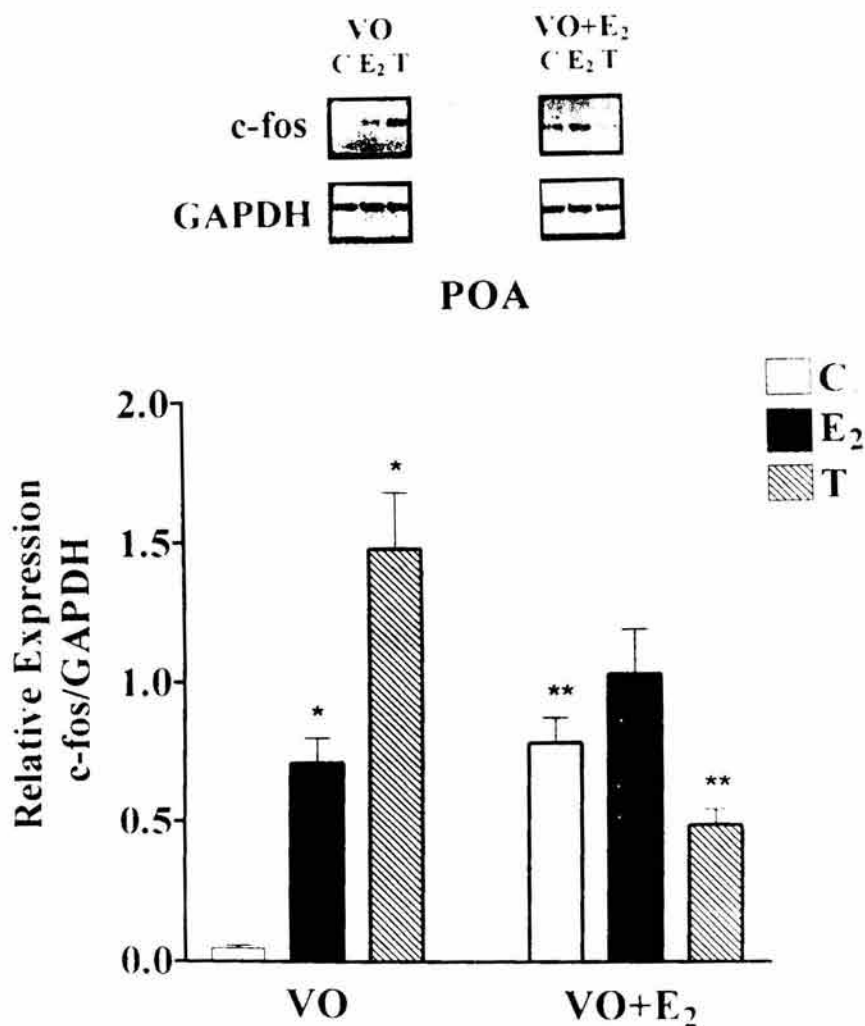 VO VO+E₂
C E₂ T C E₂ T
c-fos
GAPDH
POA
C
E₂
T
Relative Expression
c-fos/GAPDH
2.0
1.5
1.0
0.5
0.0
*
*
**
**
VO VO+E₂